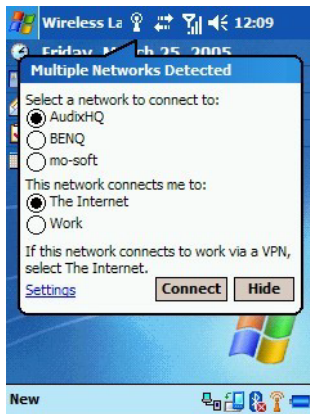 Wireless La 12:09
Friday, M ch 25, 2005
Multiple Networks Detected
Select a network to connect to:
AudixHQ
BENQ
mo-soft
This network connects me to:
The Internet
Work
If this network connects to work via a VPN,
select The Internet.
Settings Connect Hide
New